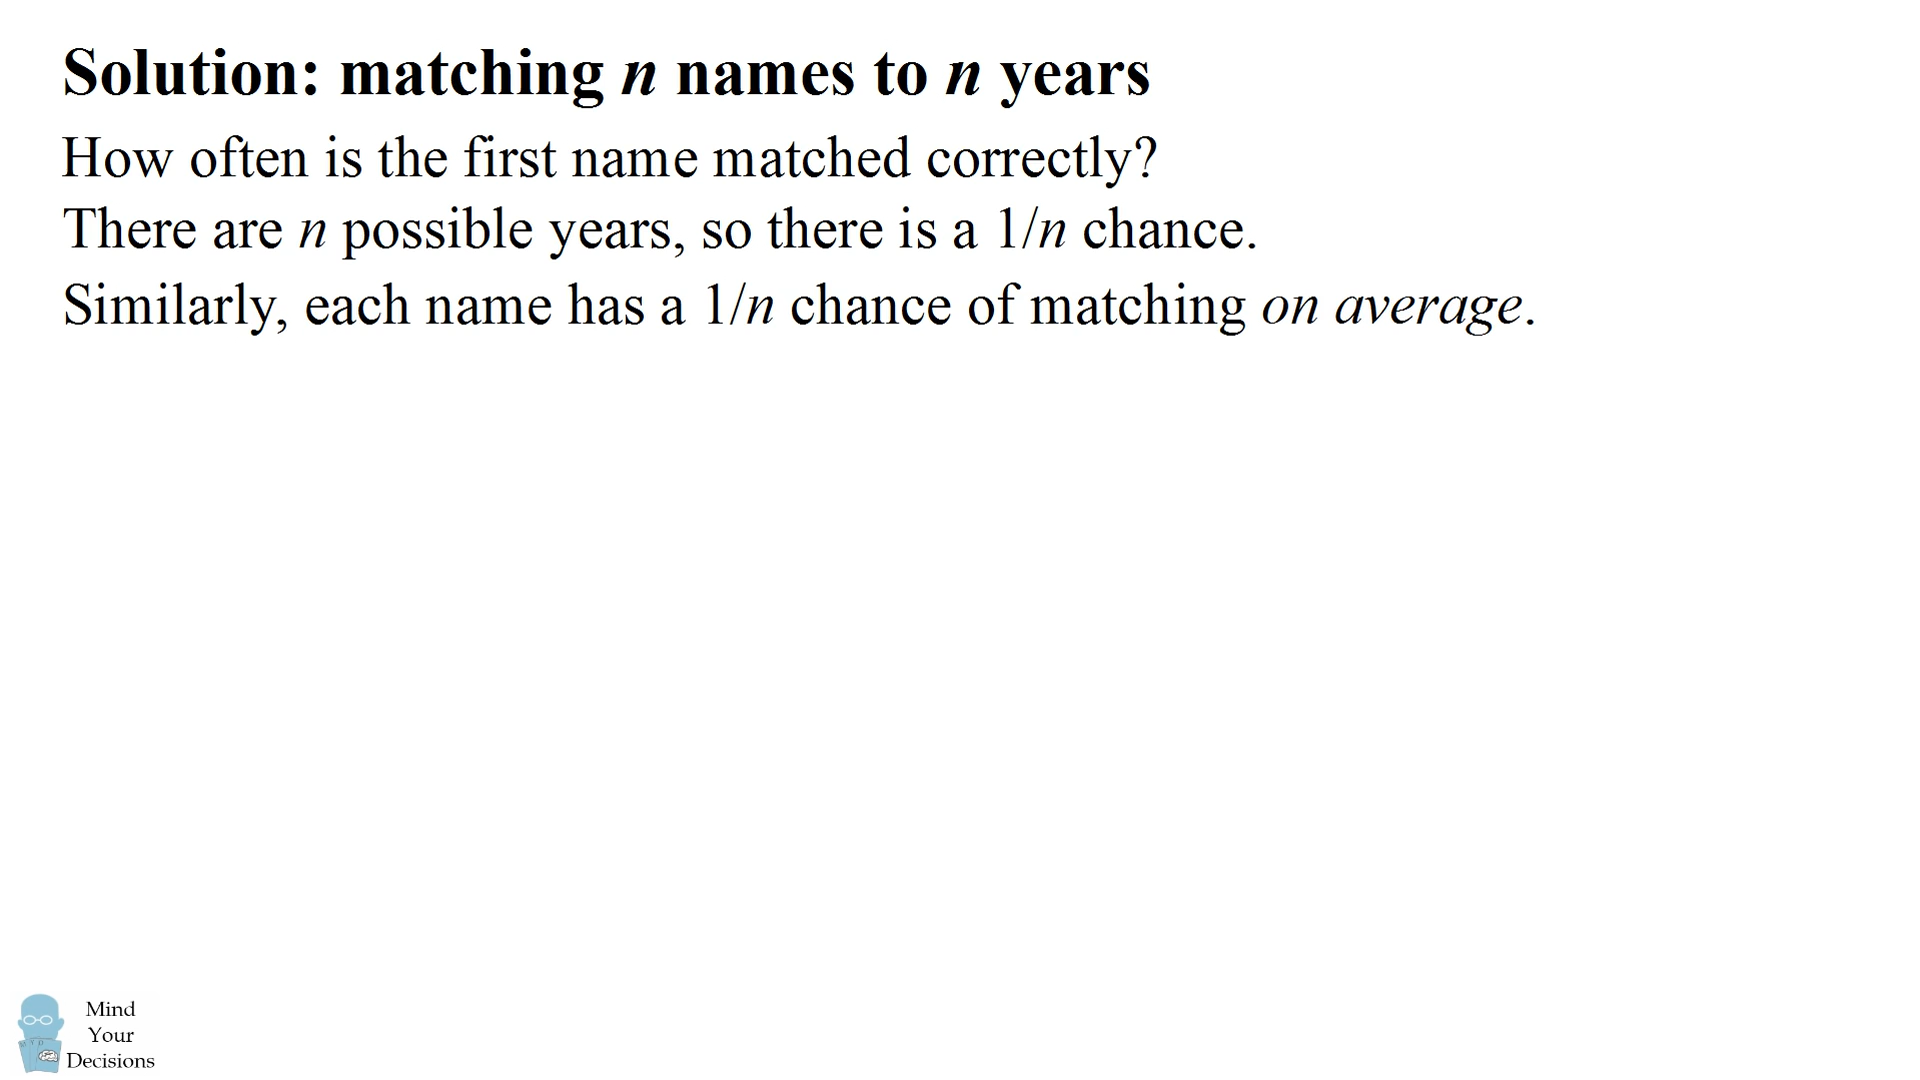 Solution: matching n names to n years
How often is the first name matched correctly?
There are n possible years, so there is a 1/n chance.
Similarly, each name has a 1/n chance of matching on average.
Mind
Your
Decisions